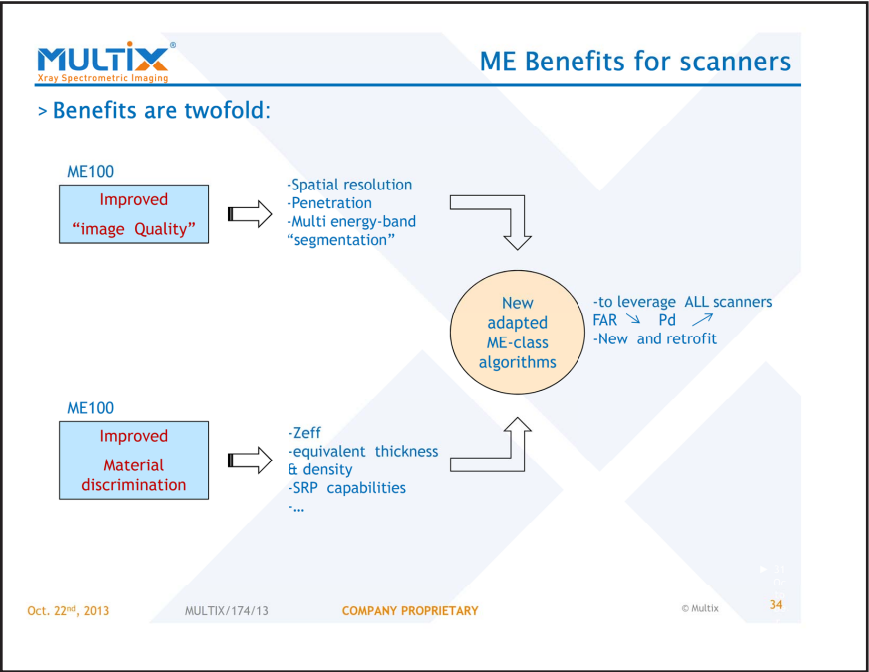 MULTIX®
Xray Spectrometric Imaging
ME Benefits for scanners
> Benefits are twofold:
ME100
Improved
“image Quality”
-Spatial resolution
-Penetration
-Multi energy-band
“segmentation”
New
adapted
ME-class
algorithms
-to leverage ALL scanners
FAR ↘ Pd ↗
-New and retrofit
ME100
Improved
Material
discrimination
-Zeff
-equivalent thickness
& density
-SRP capabilities
-…
Oct. 22nd, 2013
MULTIX/174/13
COMPANY PROPRIETARY
© Multix
34